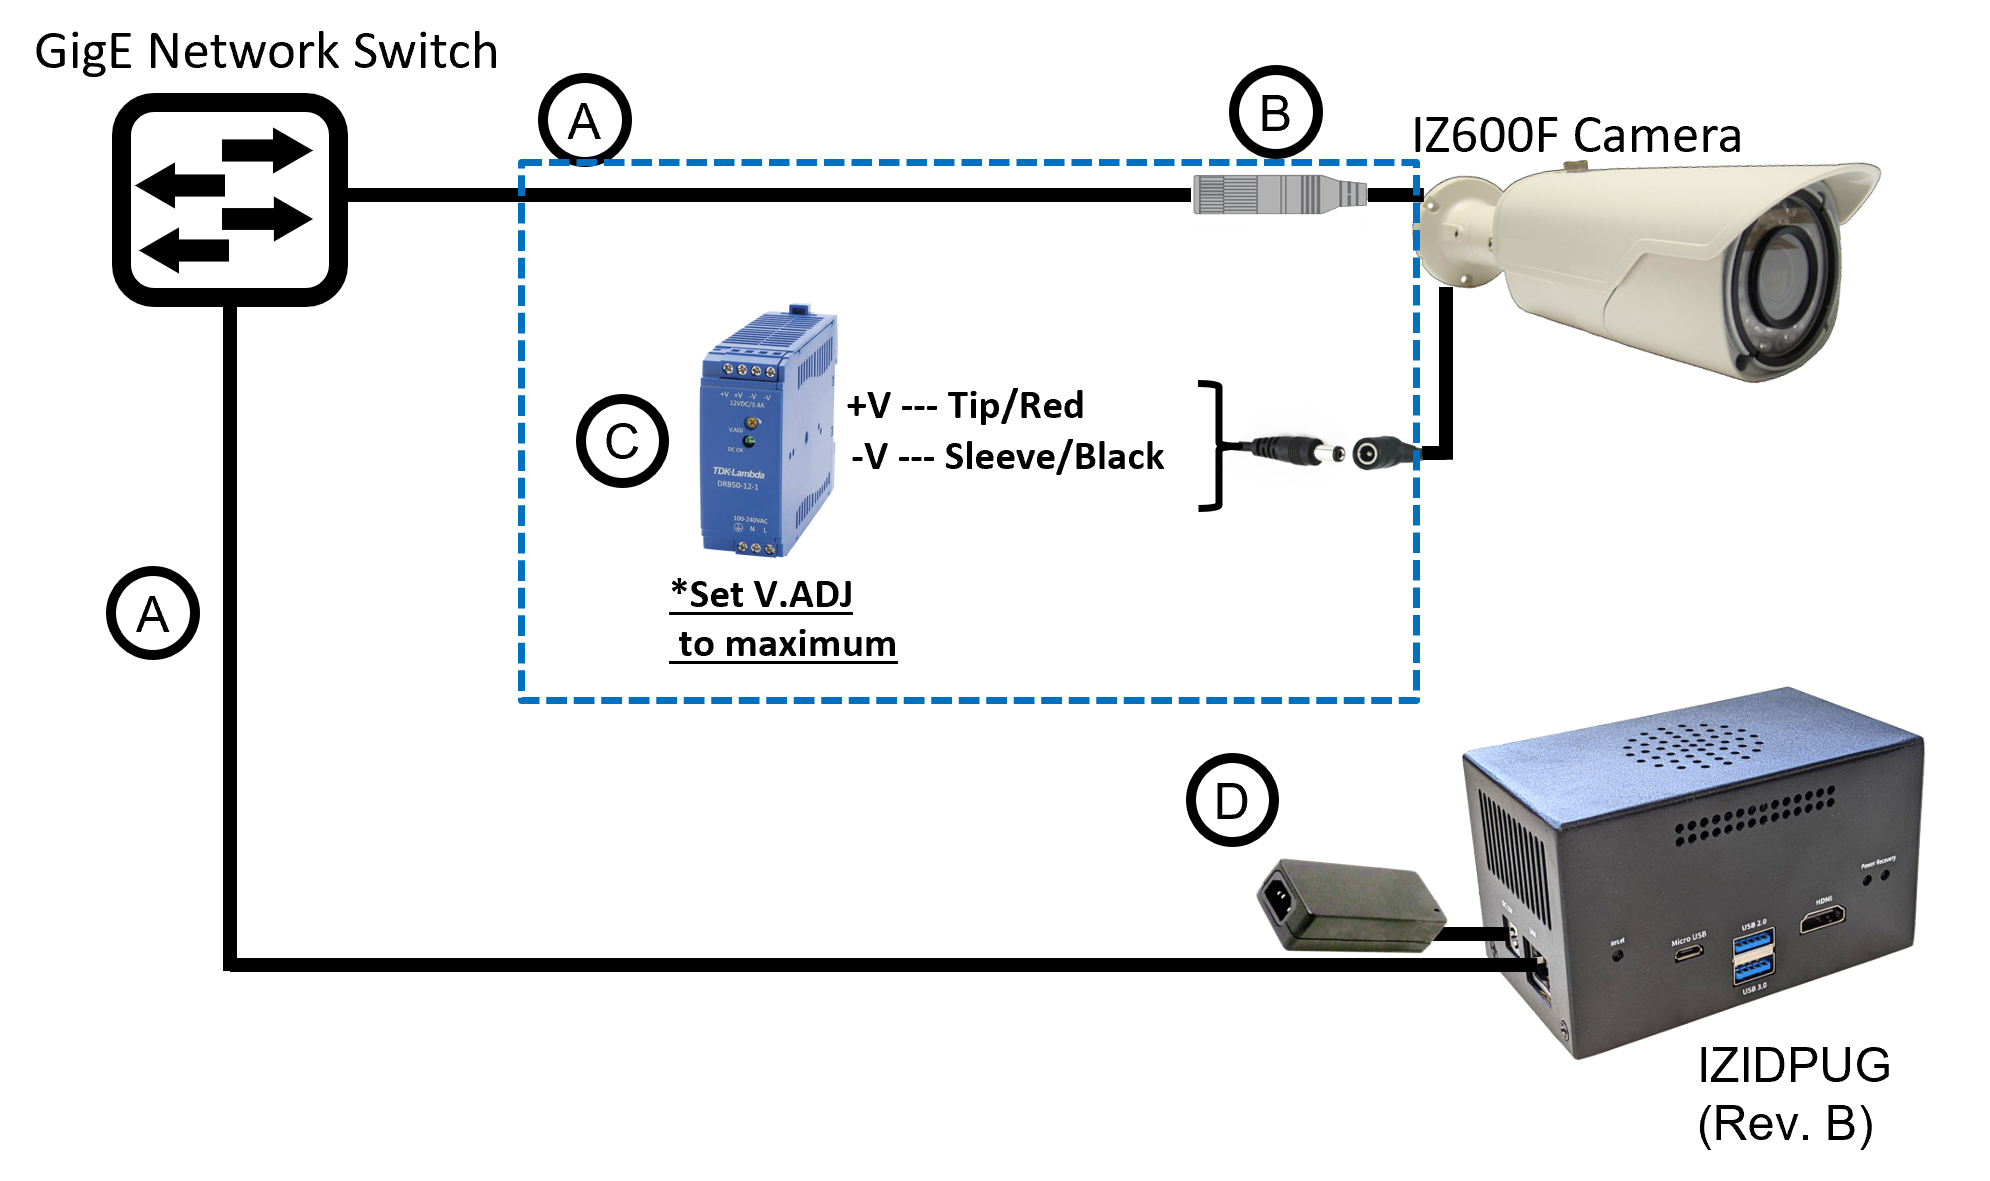 GigE Network Switch
A
B
IZ600F Camera
+V +V -V -V
12VDC/3.4A
V.ADJ
DC OK
TDK-Lambda
DRB50-12-1
100-240VAC
N L
C
+V --- Tip/Red
-V --- Sleeve/Black
*Set V.ADJ
to maximum
A
D
Power Recovery
HDMI
USB 2.0
Micro USB
USB 3.0
IZIDPUG
(Rev. B)